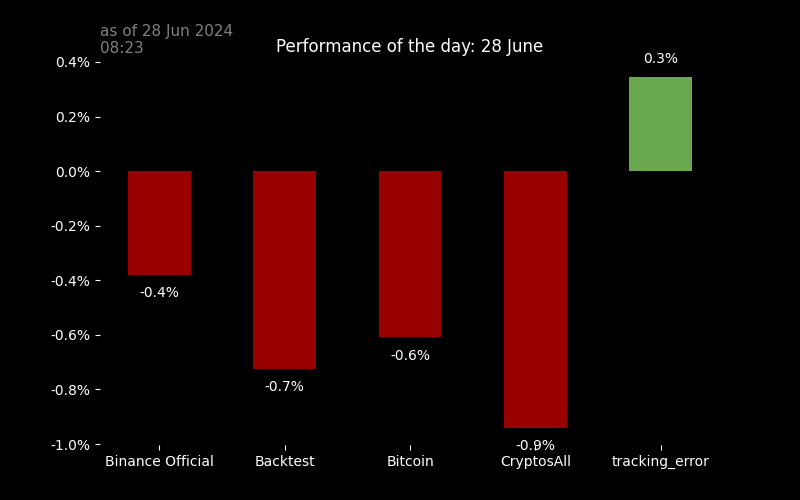 as of 28 Jun 2024
08:23
Performance of the day: 28 June
0.4%
0.2%
0.0%
-0.2%
-0.4%
-0.6%
-0.8%
-1.0%
-0.4%
-0.7%
-0.6%
-0.9%
0.3%
Binance Official
Backtest
Bitcoin
CryptosAll
tracking_error